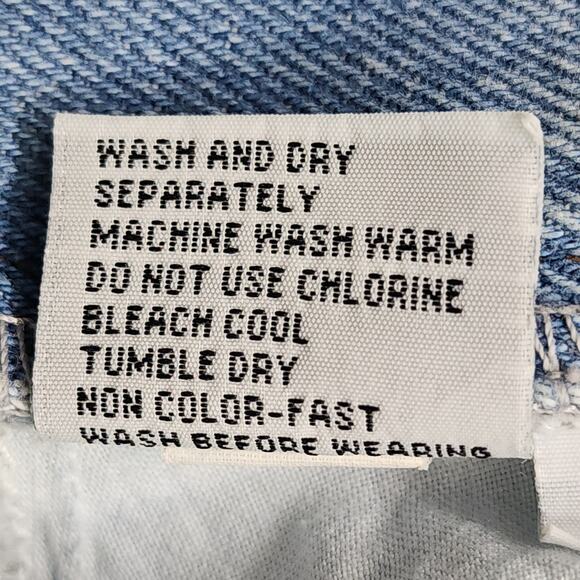 WASH AND DRY
SEPARATELY
MACHINE WASH WARM
DO NOT USE CHLORINE
BLEACH COOL
TUMBLE DRY
NON COLOR-FAST
WASH BEFORE WEARING